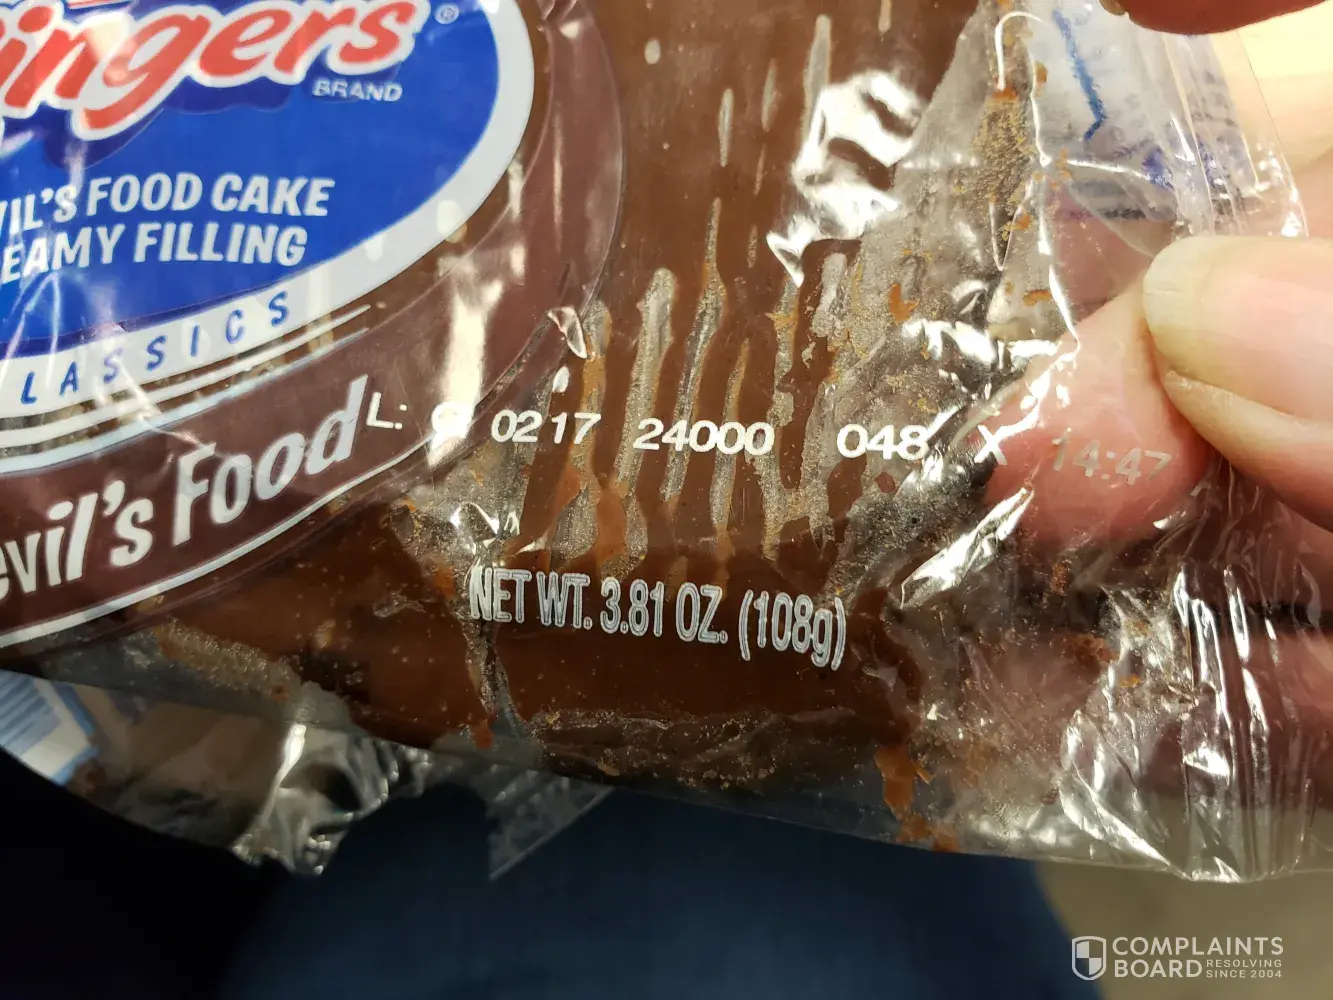 ingers®
BRAND
IL'S FOOD CAKE
EAMY FILLING
LASSICS
evil's Food
L: 0217 24000 048 X 14:47
NET WT. 3.81 OZ. (108g)
COMPLAINTS
BOARD RESOLVING
SINCE 2004